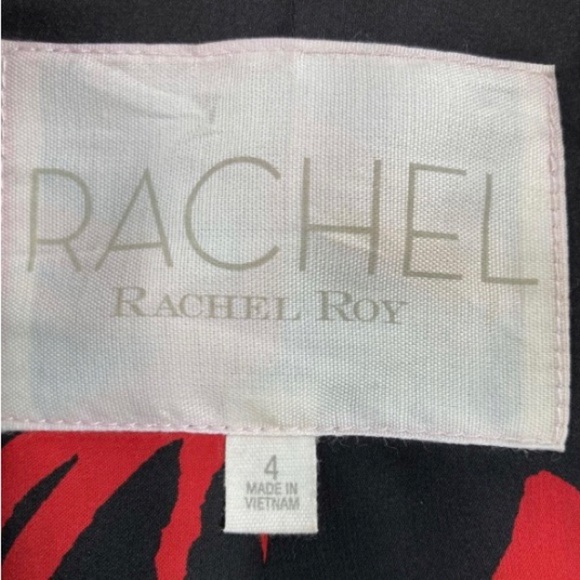 RACHEL
RACHEL ROY
4
MADE IN
VIETNAM